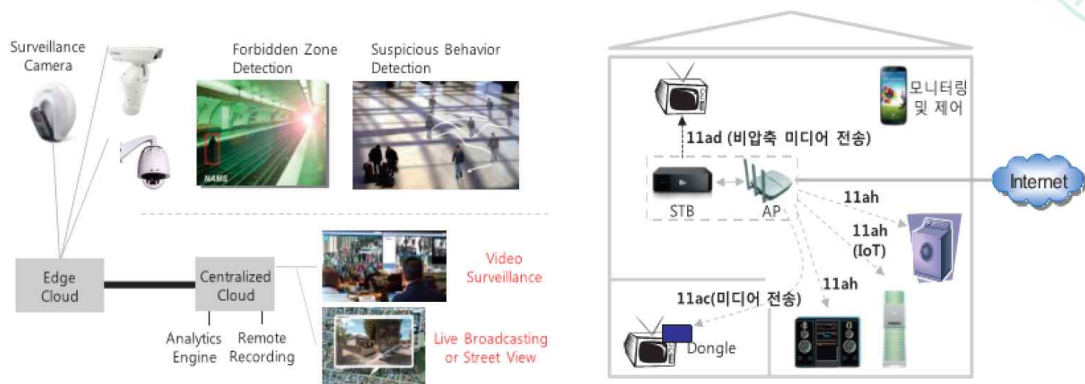 Surveillance
Camera
Forbidden Zone
Detection
Suspicious Behavior
Detection
NAMS
Edge
Cloud
Centralized
Cloud
Analytics
Engine
Remote
Recording
Video
Surveillance
Live Broadcasting
or Street View
모니터링
및 제어
11ad (비압축 미디어 전송)
STB
AP
Internet
11ah
11ah
(IoT)
11ah
11ac(미디어 전송)
Dongle